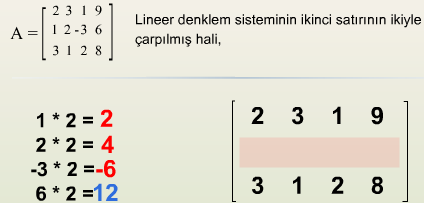 A = [ 2 3 1 9
1 2 -3 6
3 1 2 8 ]
Lineer denklem sisteminin ikinci satırının ikiyle
çarpılmış hali,
1 * 2 = 2
2 * 2 = 4
-3 * 2 =-6
6 * 2 =12
2 3 1 9
3 1 2 8